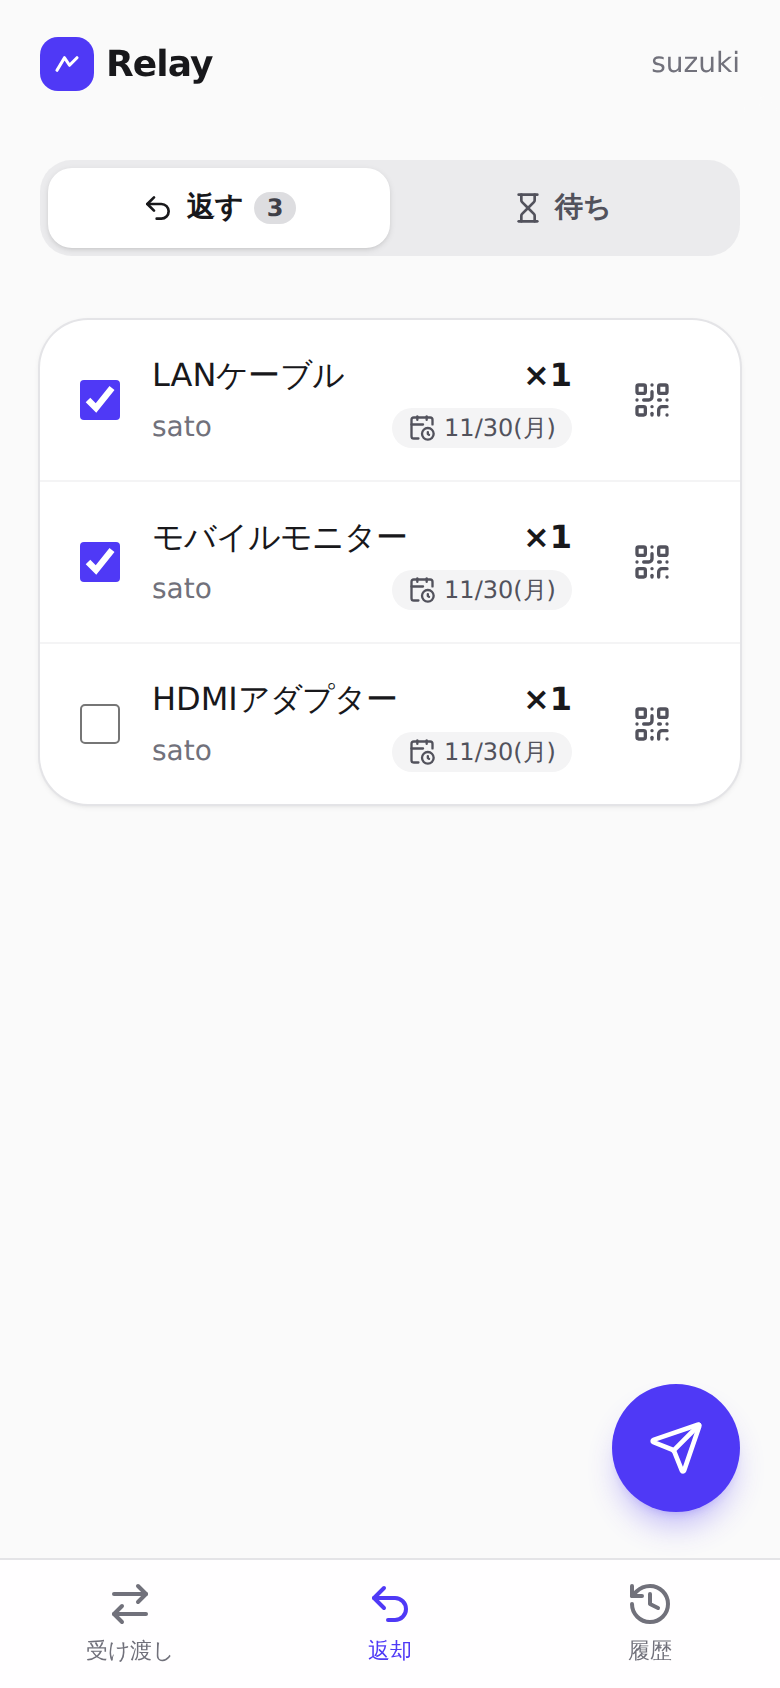 Relay
suzuki
返す 3
待ち
LANケーブル ×1
sato 11/30(月)
モバイルモニター ×1
sato 11/30(月)
HDMIアダプター ×1
sato 11/30(月)
受け渡し
返却
履歴